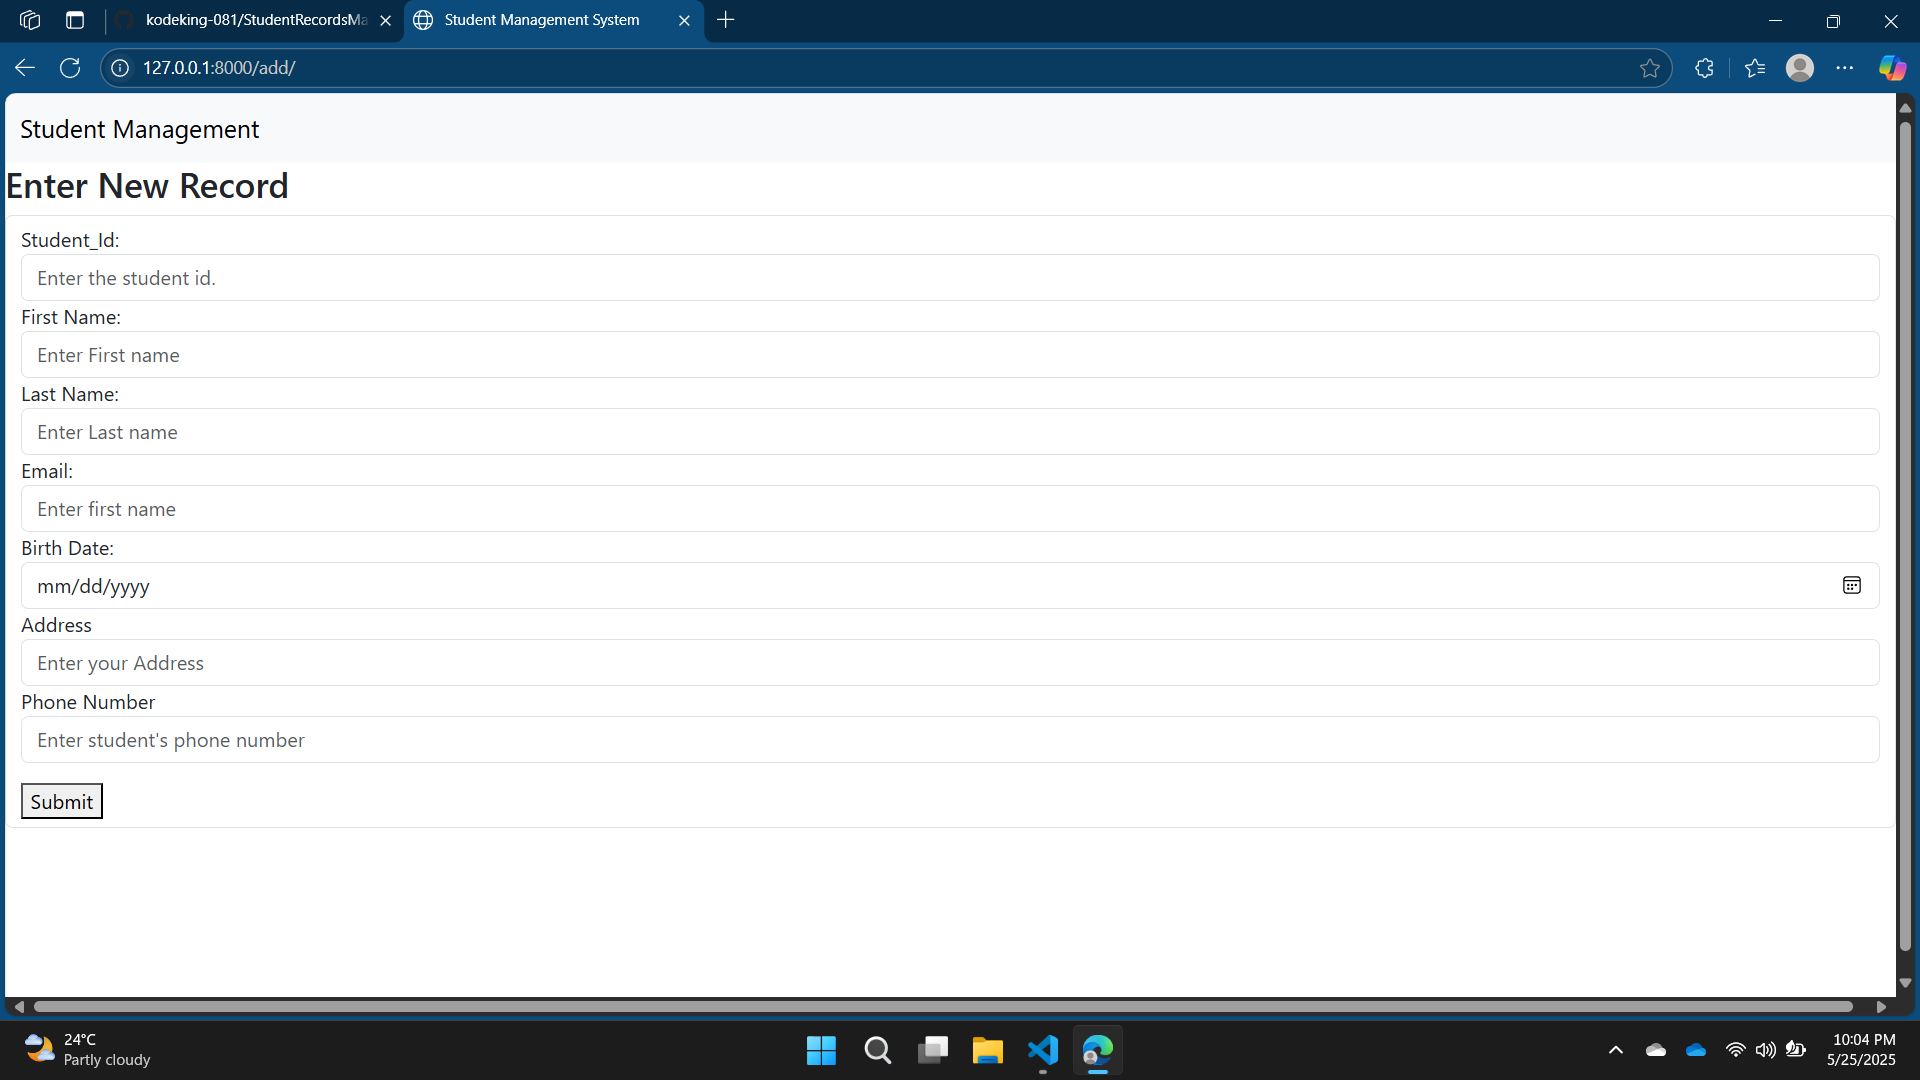 kodeking-081/StudentRecordsMa
Student Management System
127.0.0.1:8000/add/
Student Management
Enter New Record
Student_Id:
Enter the student id.
First Name:
Enter First name
Last Name:
Enter Last name
Email:
Enter first name
Birth Date:
mm/dd/yyyy
Address
Enter your Address
Phone Number
Enter student's phone number
Submit
24°C
Partly cloudy
10:04 PM
5/25/2025